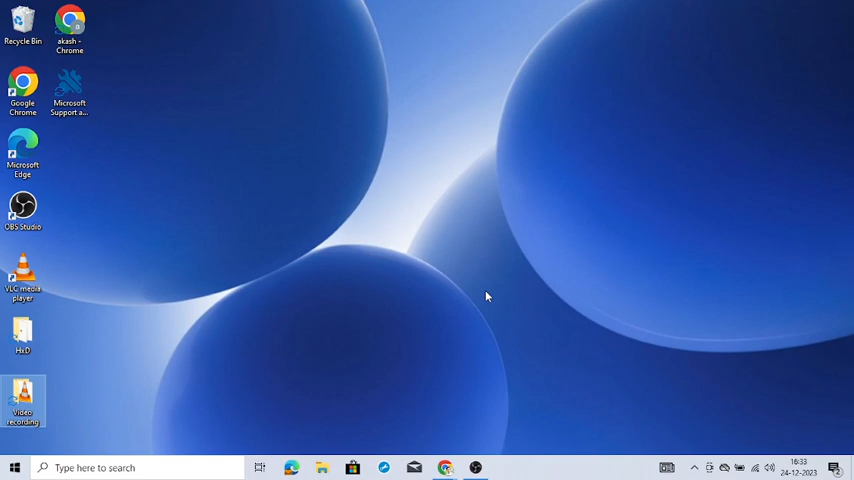 Recycle Bin
akash -
Chrome
Google
Chrome
Microsoft
Support a...
Microsoft
Edge
OBS Studio
VLC media
player
HxD
Video
recording
Type here to search
16:33
24-12-2023
2